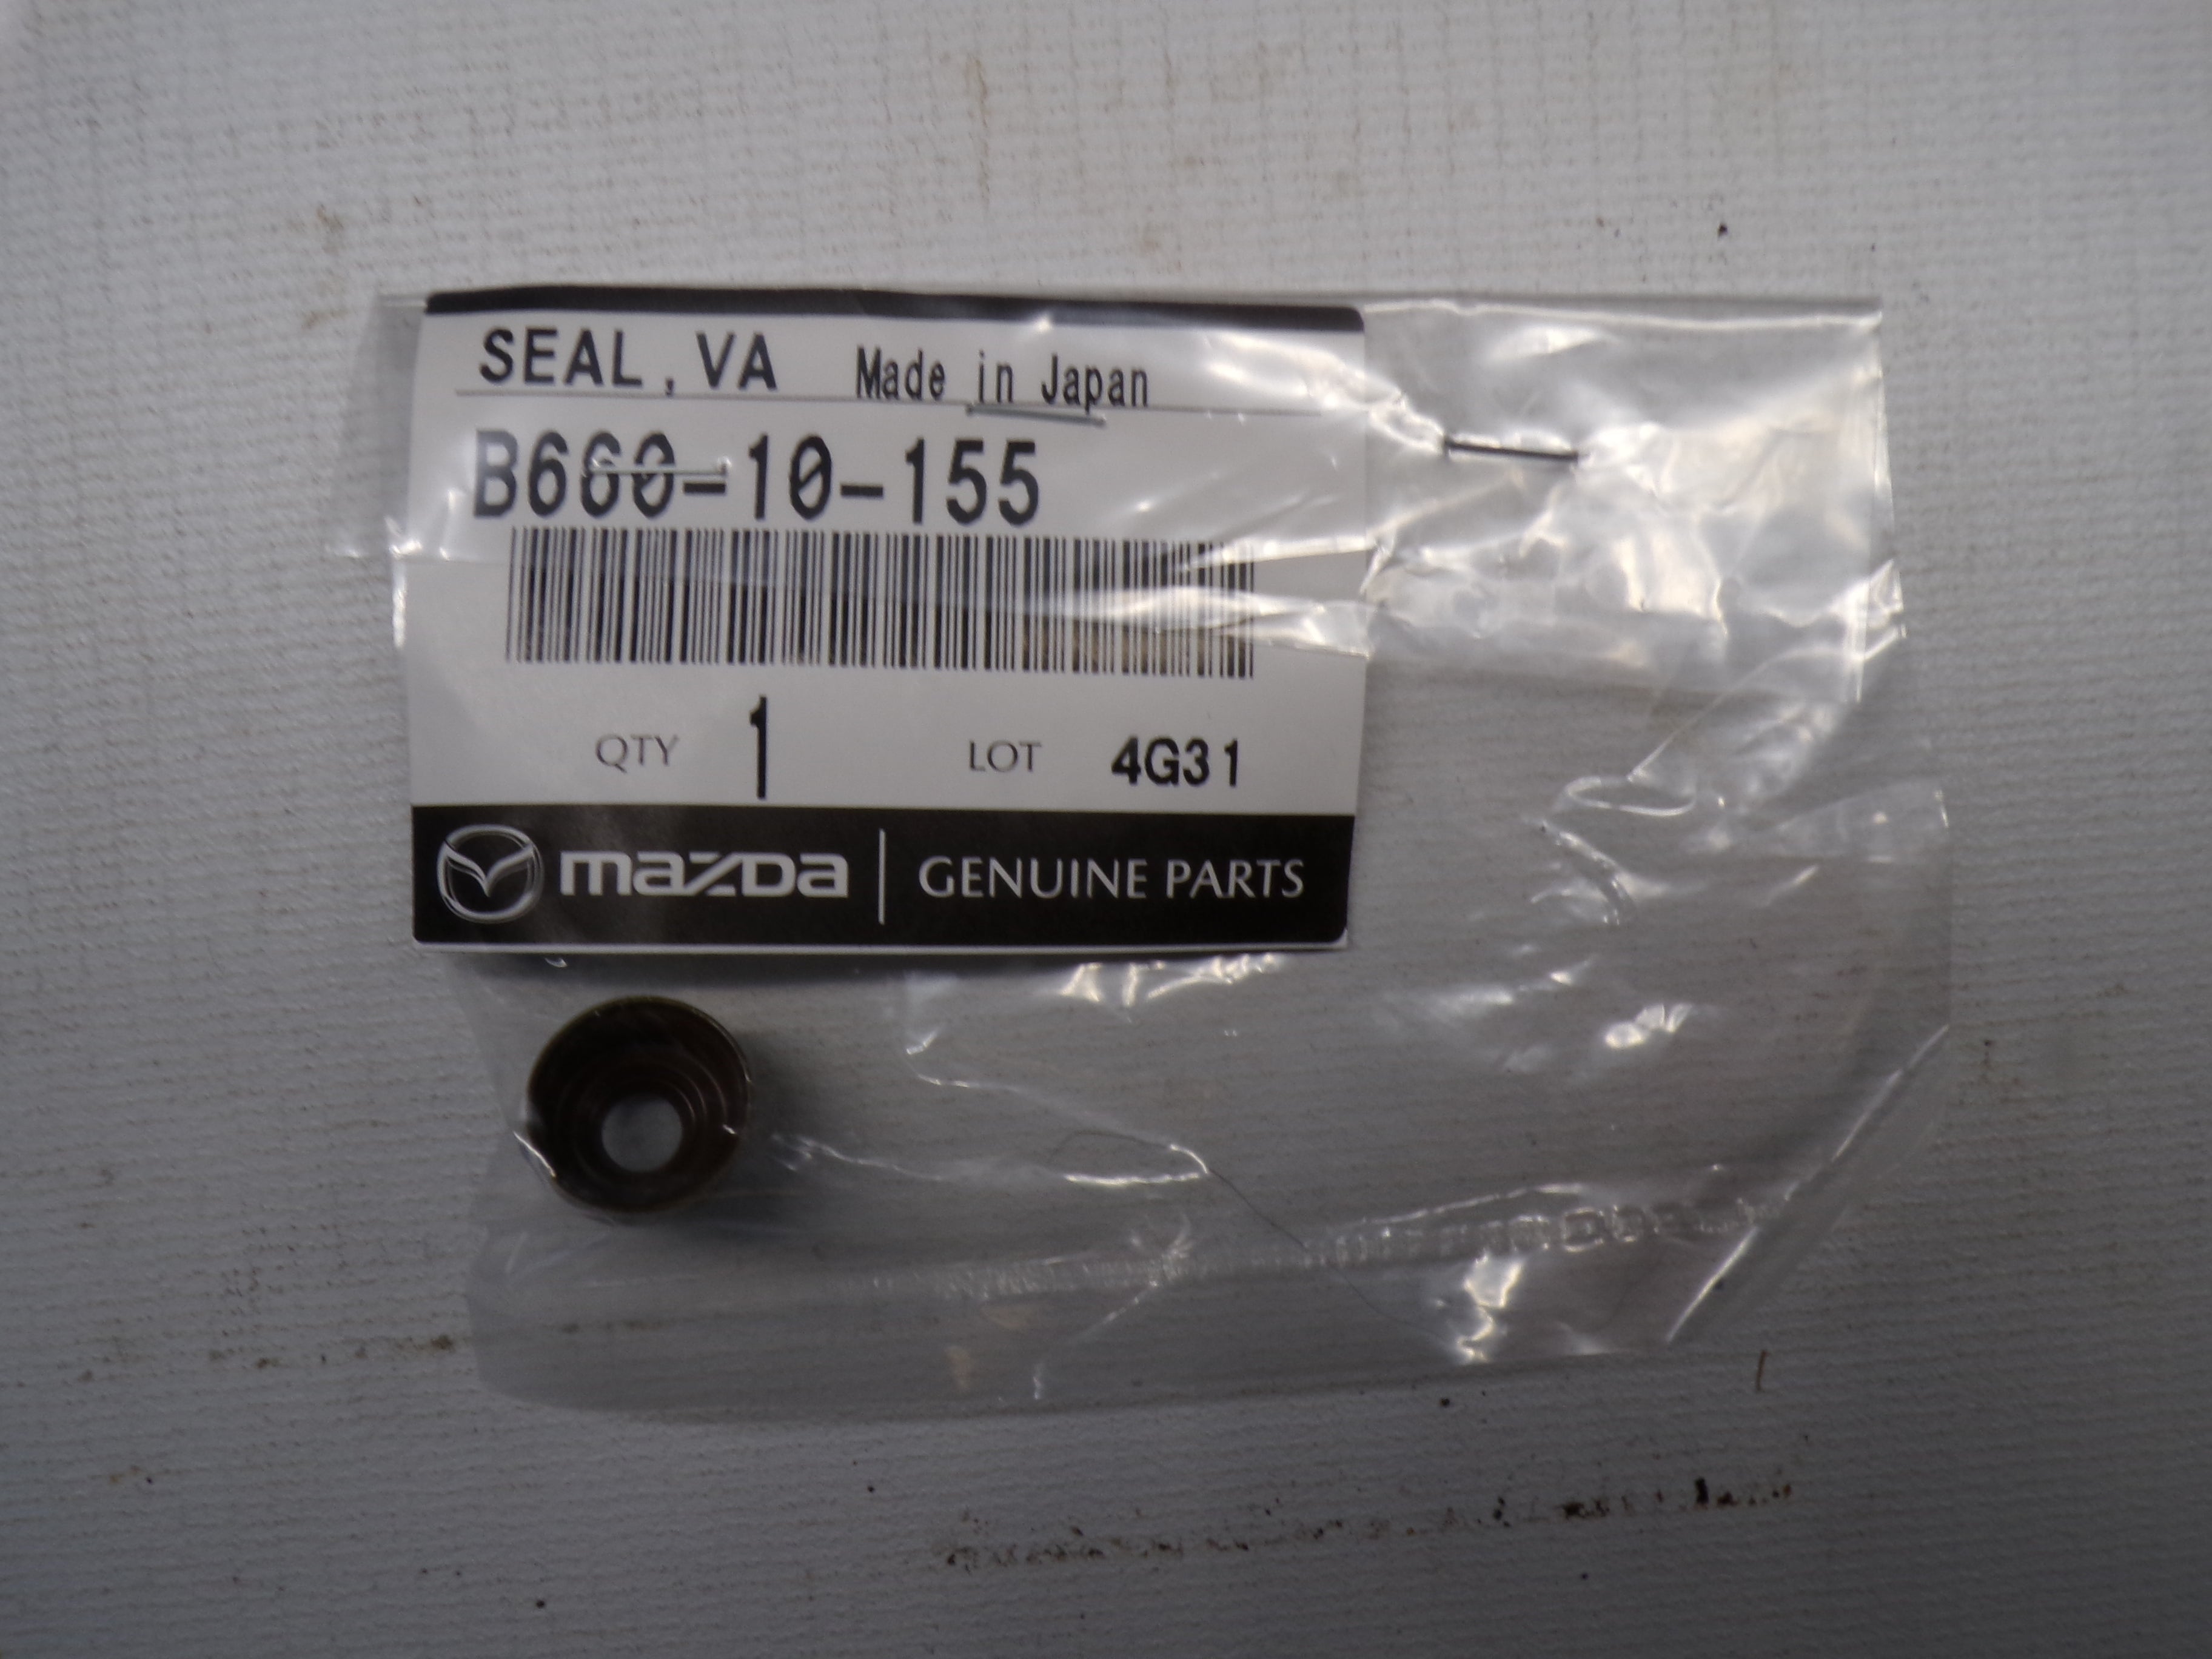 SEAL,VA Made in Japan
B660-10-155
QTY 1 LOT 4G31
mazda GENUINE PARTS